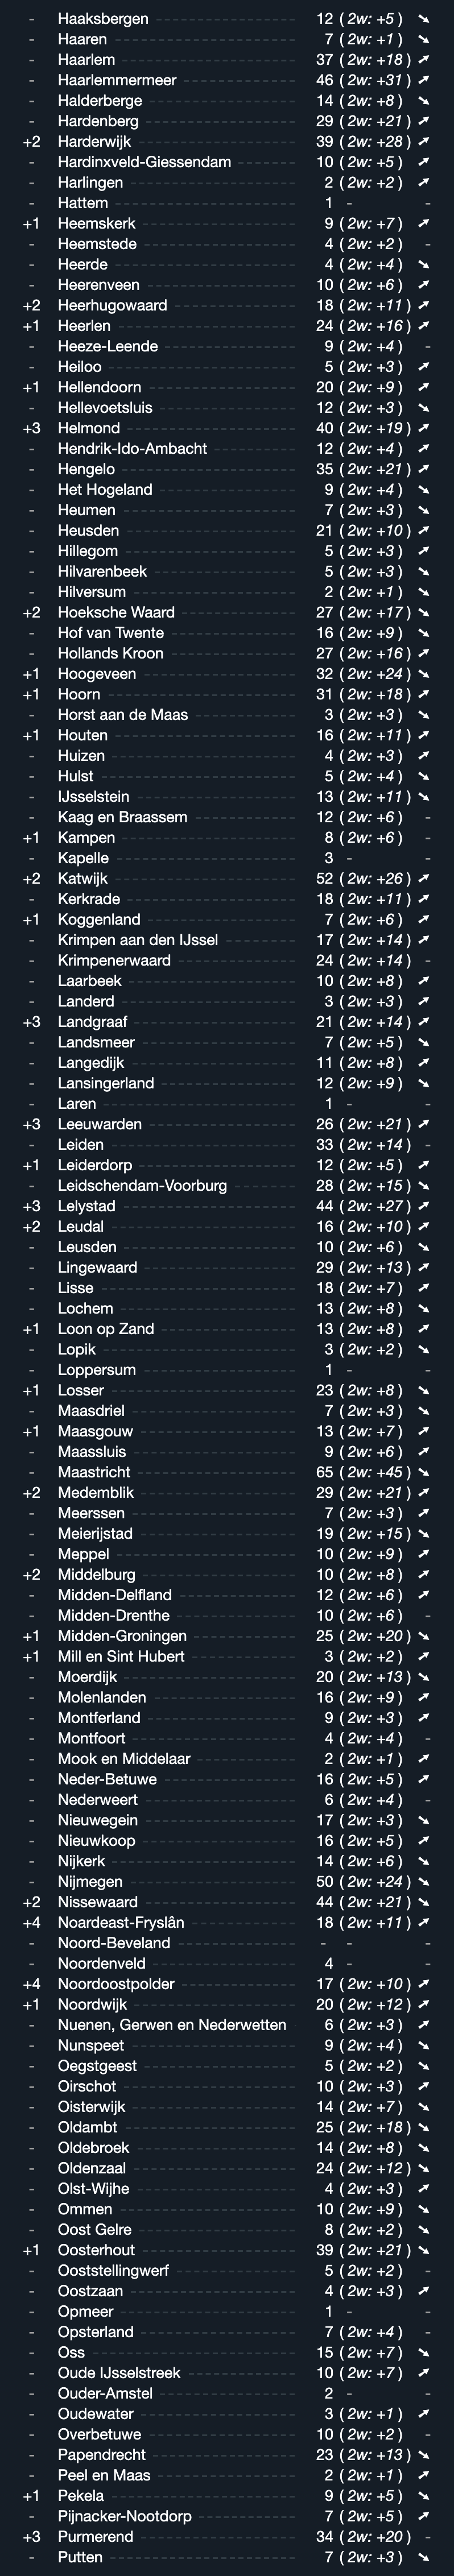 - Haaksbergen 12 (2w: +5) ➘
- Haaren 7 (2w: +1) ➘
- Haarlem 37 (2w: +18) ➚
- Haarlemmermeer 46 (2w: +31) ➚
- Halderberge 14 (2w: +8) ➘
- Hardenberg 29 (2w: +21) ➚
+2 Harderwijk 39 (2w: +28) ➚
- Hardinxveld-Giessendam 10 (2w: +5) ➚
- Harlingen 2 (2w: +2) ➚
- Hattem 1 - -
+1 Heemskerk 9 (2w: +7) ➚
- Heemstede 4 (2w: +2) -
- Heerde 4 (2w: +4) ➘
- Heerenveen 10 (2w: +6) ➚
+2 Heerhugowaard 18 (2w: +11) ➚
+1 Heerlen 24 (2w: +16) ➚
- Heeze-Leende 9 (2w: +4) -
- Heiloo 5 (2w: +3) ➚
+1 Hellendoorn 20 (2w: +9) ➚
- Hellevoetsluis 12 (2w: +3) ➘
+3 Helmond 40 (2w: +19) ➚
- Hendrik-Ido-Ambacht 12 (2w: +4) ➚
- Hengelo 35 (2w: +21) ➚
- Het Hogeland 9 (2w: +4) ➘
- Heumen 7 (2w: +3) ➘
- Heusden 21 (2w: +10) ➚
- Hillegom 5 (2w: +3) ➚
- Hilvarenbeek 5 (2w: +3) ➘
- Hilversum 2 (2w: +1) ➘
+2 Hoeksche Waard 27 (2w: +17) ➘
- Hof van Twente 16 (2w: +9) ➘
- Hollands Kroon 27 (2w: +16) ➚
+1 Hoogeveen 32 (2w: +24) ➘
+1 Hoorn 31 (2w: +18) ➚
- Horst aan de Maas 3 (2w: +3) ➘
+1 Houten 16 (2w: +11) ➚
- Huizen 4 (2w: +3) ➚
- Hulst 5 (2w: +4) ➘
- IJsselstein 13 (2w: +11) ➘
- Kaag en Braassem 12 (2w: +6) -
+1 Kampen 8 (2w: +6) -
- Kapelle 3 - -
+2 Katwijk 52 (2w: +26) ➚
- Kerkrade 18 (2w: +11) ➚
+1 Koggenland 7 (2w: +6) ➚
- Krimpen aan den IJssel 17 (2w: +14) ➚
- Krimpenerwaard 24 (2w: +14) -
- Laarbeek 10 (2w: +8) ➚
- Landerd 3 (2w: +3) ➚
+3 Landgraaf 21 (2w: +14) ➚
- Landsmeer 7 (2w: +5) ➘
- Langedijk 11 (2w: +8) ➚
- Lansingerland 12 (2w: +9) ➘
- Laren 1 - -
+3 Leeuwarden 26 (2w: +21) ➚
- Leiden 33 (2w: +14) -
+1 Leiderdorp 12 (2w: +5) ➚
- Leidschendam-Voorburg 28 (2w: +15) ➘
+3 Lelystad 44 (2w: +27) ➚
+2 Leudal 16 (2w: +10) ➚
- Leusden 10 (2w: +6) ➘
- Lingewaard 29 (2w: +13) ➚
- Lisse 18 (2w: +7) ➚
- Lochem 13 (2w: +8) ➘
+1 Loon op Zand 13 (2w: +8) ➚
- Lopik 3 (2w: +2) ➘
- Loppersum 1 - -
+1 Losser 23 (2w: +8) ➘
- Maasdriel 7 (2w: +3) ➘
+1 Maasgouw 13 (2w: +7) ➚
- Maassluis 9 (2w: +6) ➚
- Maastricht 65 (2w: +45) ➘
+2 Medemblik 29 (2w: +21) ➚
- Meerssen 7 (2w: +3) ➚
- Meierijstad 19 (2w: +15) ➘
- Meppel 10 (2w: +9) ➚
+2 Middelburg 10 (2w: +8) ➚
- Midden-Delfland 12 (2w: +6) ➚
- Midden-Drenthe 10 (2w: +6) -
+1 Midden-Groningen 25 (2w: +20) ➘
+1 Mill en Sint Hubert 3 (2w: +2) ➚
- Moerdijk 20 (2w: +13) ➘
- Molenlanden 16 (2w: +9) ➚
- Montferland 9 (2w: +3) ➚
- Montfoort 4 (2w: +4) -
- Mook en Middelaar 2 (2w: +1) ➚
- Neder-Betuwe 16 (2w: +5) ➚
- Nederweert 6 (2w: +4) -
- Nieuwegein 17 (2w: +3) ➘
- Nieuwkoop 16 (2w: +5) ➚
- Nijkerk 14 (2w: +6) ➘
- Nijmegen 50 (2w: +24) ➘
+2 Nissewaard 44 (2w: +21) ➘
+4 Noardeast-Fryslân 18 (2w: +11) ➚
- Noord-Beveland - - -
- Noordenveld 4 - -
+4 Noordoostpolder 17 (2w: +10) ➚
+1 Noordwijk 20 (2w: +12) ➚
- Nuenen, Gerwen en Nederwetten 6 (2w: +3) ➚
- Nunspeet 9 (2w: +4) ➘
- Oegstgeest 5 (2w: +2) ➘
- Oirschot 10 (2w: +3) ➚
- Oisterwijk 14 (2w: +7) ➘
- Oldambt 25 (2w: +18) ➘
- Oldebroek 14 (2w: +8) ➘
- Oldenzaal 24 (2w: +12) ➘
- Olst-Wijhe 4 (2w: +3) ➚
- Ommen 10 (2w: +9) ➘
- Oost Gelre 8 (2w: +2) ➘
+1 Oosterhout 39 (2w: +21) ➘
- Ooststellingwerf 5 (2w: +2) -
- Oostzaan 4 (2w: +3) ➚
- Opmeer 1 - -
- Opsterland 7 (2w: +4) -
- Oss 15 (2w: +7) ➘
- Oude IJsselstreek 10 (2w: +7) ➚
- Ouder-Amstel 2 - -
- Oudewater 3 (2w: +1) ➚
- Overbetuwe 10 (2w: +2) -
- Papendrecht 23 (2w: +13) ➘
- Peel en Maas 2 (2w: +1) ➚
+1 Pekela 9 (2w: +5) ➘
- Pijnacker-Nootdorp 7 (2w: +5) ➚
+3 Purmerend 34 (2w: +20) -
- Putten 7 (2w: +3) ➘